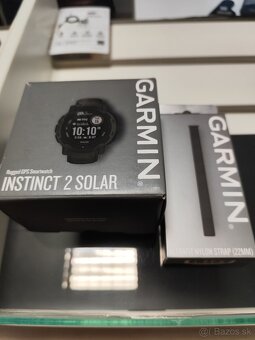 GARMIN
10:10
Rugged GPS Smartwatch
INSTINCT 2 SOLAR
GARMIN
NYLON STRAP (22MM)
Bazos.sk